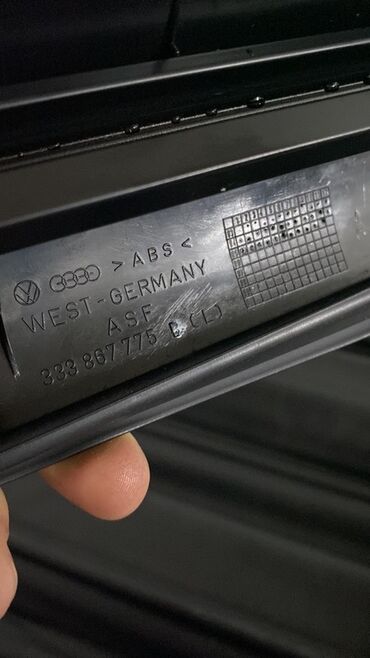 >ABS<
WEST-GERMANY
ASF
333 867 775 (L)